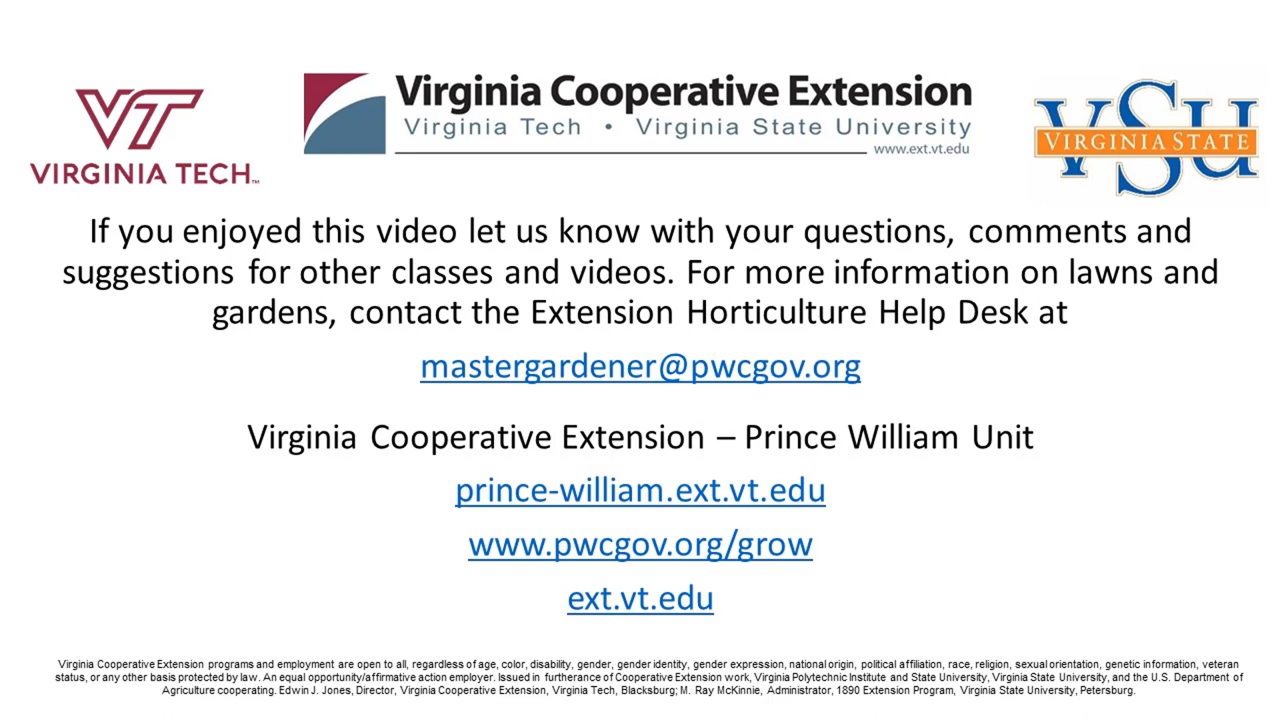 VT
VIRGINIA TECH™
Virginia Cooperative Extension
Virginia Tech • Virginia State University
www.ext.vt.edu
VSU
VIRGINIA STATE
If you enjoyed this video let us know with your questions, comments and
suggestions for other classes and videos. For more information on lawns and
gardens, contact the Extension Horticulture Help Desk at
mastergardener@pwcgov.org
Virginia Cooperative Extension – Prince William Unit
prince-william.ext.vt.edu
www.pwcgov.org/grow
ext.vt.edu
Virginia Cooperative Extension programs and employment are open to all, regardless of age, color, disability, gender, gender identity, gender expression, national origin, political affiliation, race, religion, sexual orientation, genetic information, veteran
status, or any other basis protected by law. An equal opportunity/affirmative action employer. Issued in furtherance of Cooperative Extension work, Virginia Polytechnic Institute and State University, Virginia State University, and the U.S. Department of
Agriculture cooperating. Edwin J. Jones, Director, Virginia Cooperative Extension, Virginia Tech, Blacksburg; M. Ray McKinnie, Administrator, 1890 Extension Program, Virginia State University, Petersburg.